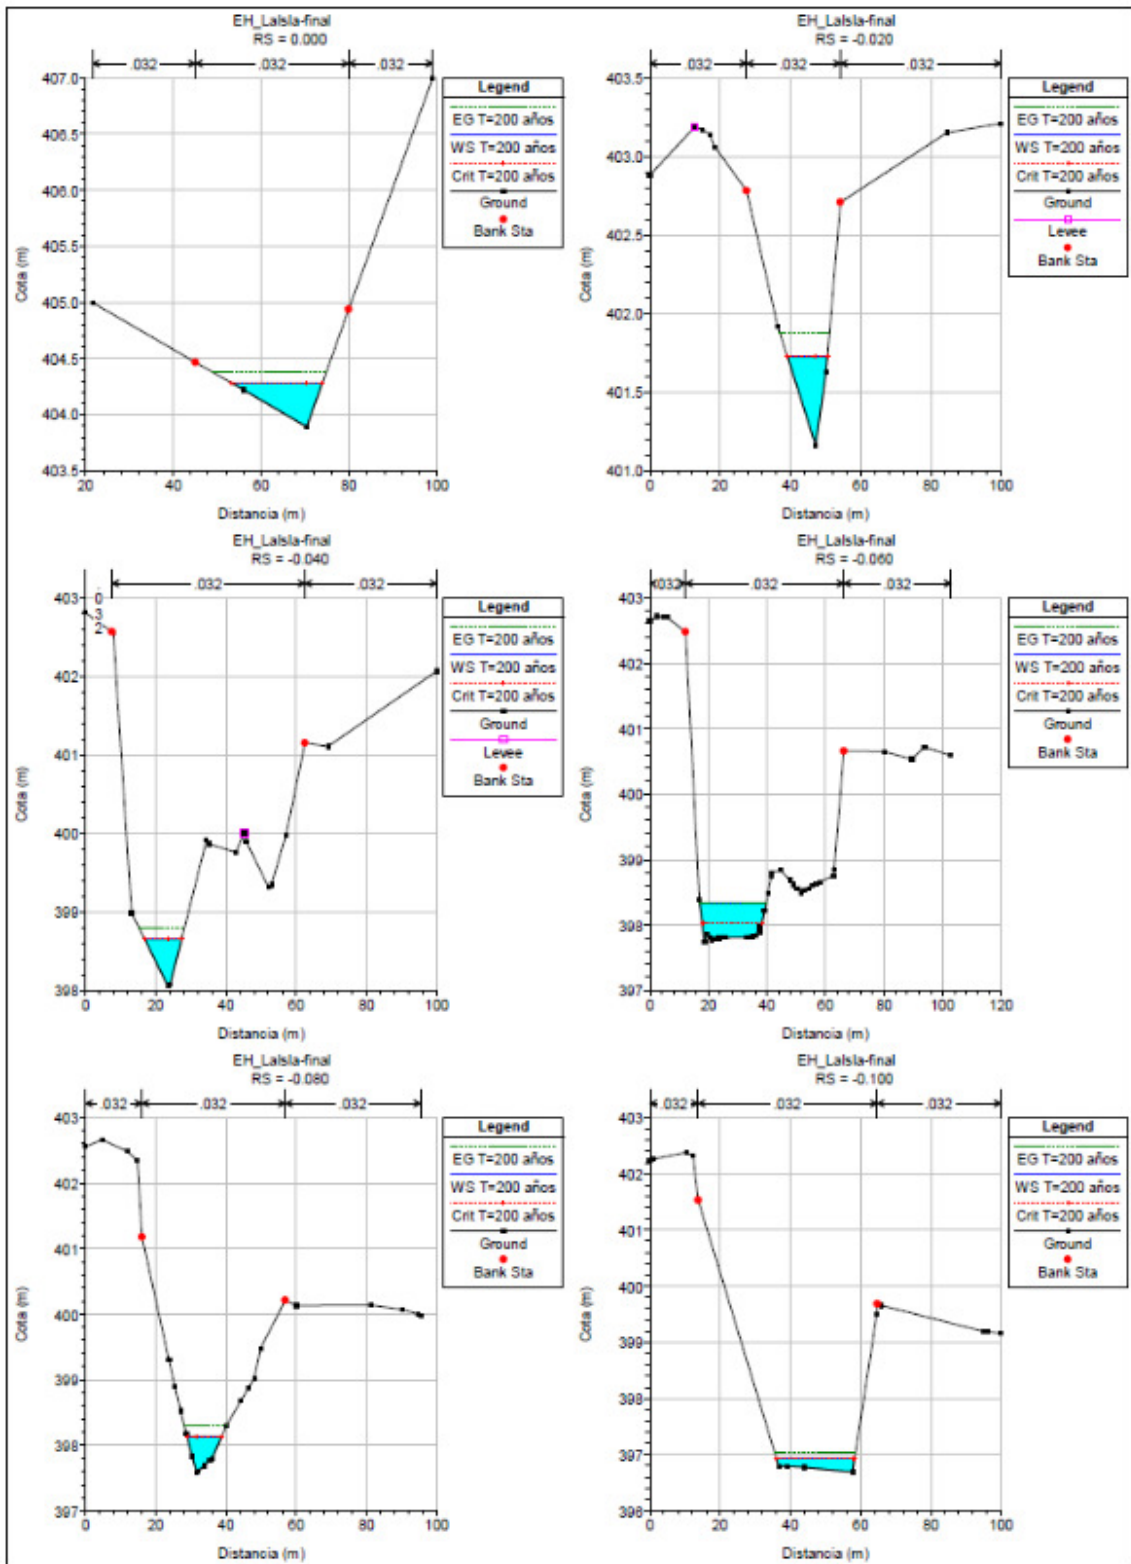 EH_LaIsla-final
RS = 0.000
.032 .032 .032
407.0
406.5
406.0
405.5
405.0
404.5
404.0
403.5
20 40 60 80 100
Cota (m)
Distancia (m)
Legend
EG T=200 años
WS T=200 años
Crit T=200 años
Ground
Bank Sta
EH_LaIsla-final
RS = -0.020
.032 .032 .032
403.5
403.0
402.5
402.0
401.5
401.0
0 20 40 60 80 100
Cota (m)
Distancia (m)
Legend
EG T=200 años
WS T=200 años
Crit T=200 años
Ground
Levee
Bank Sta
EH_LaIsla-final
RS = -0.040
.032 .032 .032
403
402
401
400
399
398
0 20 40 60 80 100
Cota (m)
Distancia (m)
Legend
EG T=200 años
WS T=200 años
Crit T=200 años
Ground
Levee
Bank Sta
EH_LaIsla-final
RS = -0.060
.032 .032 .032
403
402
401
400
399
398
397
0 20 40 60 80 100 120
Cota (m)
Distancia (m)
Legend
EG T=200 años
WS T=200 años
Crit T=200 años
Ground
Bank Sta
EH_LaIsla-final
RS = -0.080
.032 .032 .032
403
402
401
400
399
398
397
0 20 40 60 80 100
Cota (m)
Distancia (m)
Legend
EG T=200 años
WS T=200 años
Crit T=200 años
Ground
Bank Sta
EH_LaIsla-final
RS = -0.100
.032 .032 .032
403
402
401
400
399
398
397
396
0 20 40 60 80 100
Cota (m)
Distancia (m)
Legend
EG T=200 años
WS T=200 años
Crit T=200 años
Ground
Bank Sta